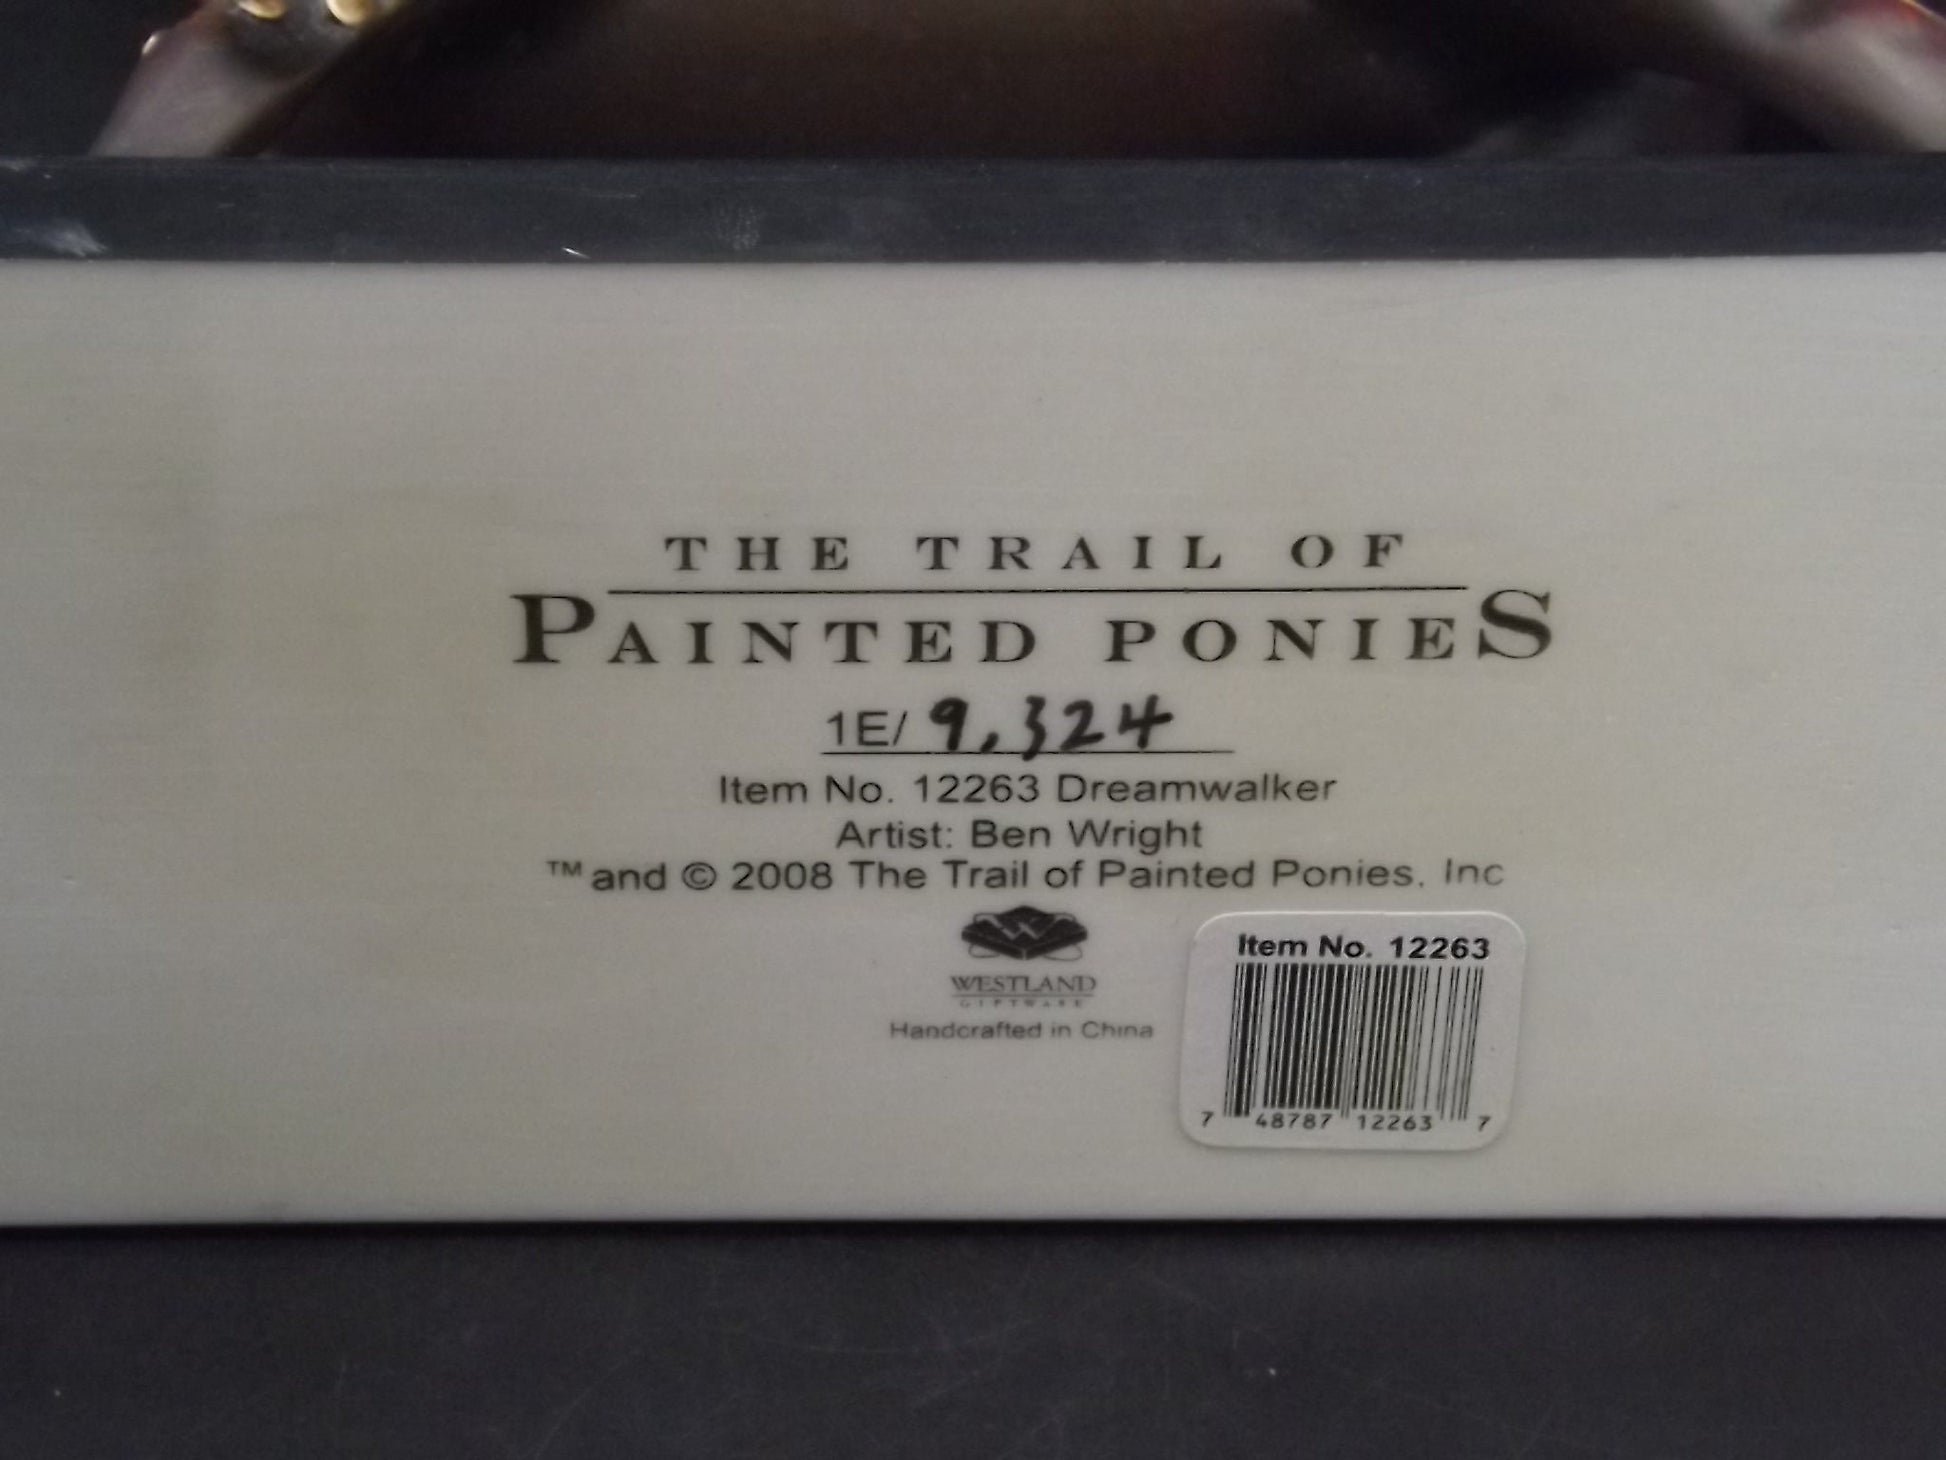 THE TRAIL OF
PAINTED PONIES
1E/ 9,324
Item No. 12263 Dreamwalker
Artist: Ben Wright
™ and © 2008 The Trail of Painted Ponies, Inc
W
WESTLAND
GIFTWARE
Handcrafted in China
Item No. 12263
7 48787 12263 7